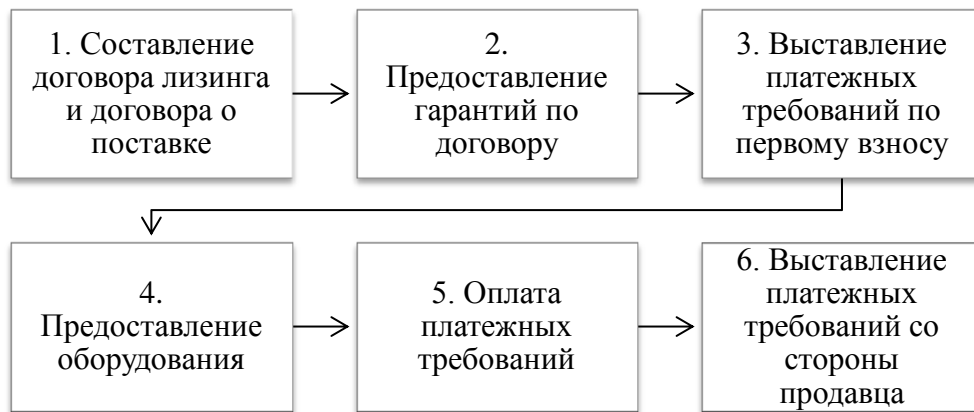 1. Составление
договора лизинга
и договора о
поставке
2.
Предоставление
гарантий по
договору
3. Выставление
платежных
требований по
первому взносу
4.
Предоставление
оборудования
5. Оплата
платежных
требований
6. Выставление
платежных
требований со
стороны
продавца